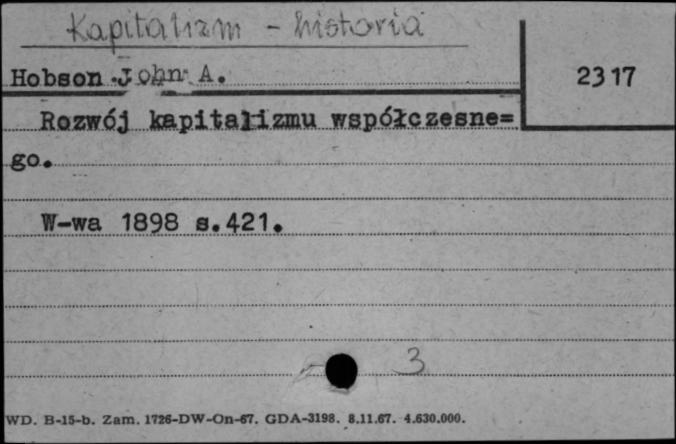 Kapitalizm - historia
Hobson John A.
2317
Rozwój kapitalizmu współczesne=
go.
W-wa 1898 s.421.
3
WD. B-15-b. Zam. 1726-DW-On-67. GDA-3198. 8.11.67. 4.630.000.